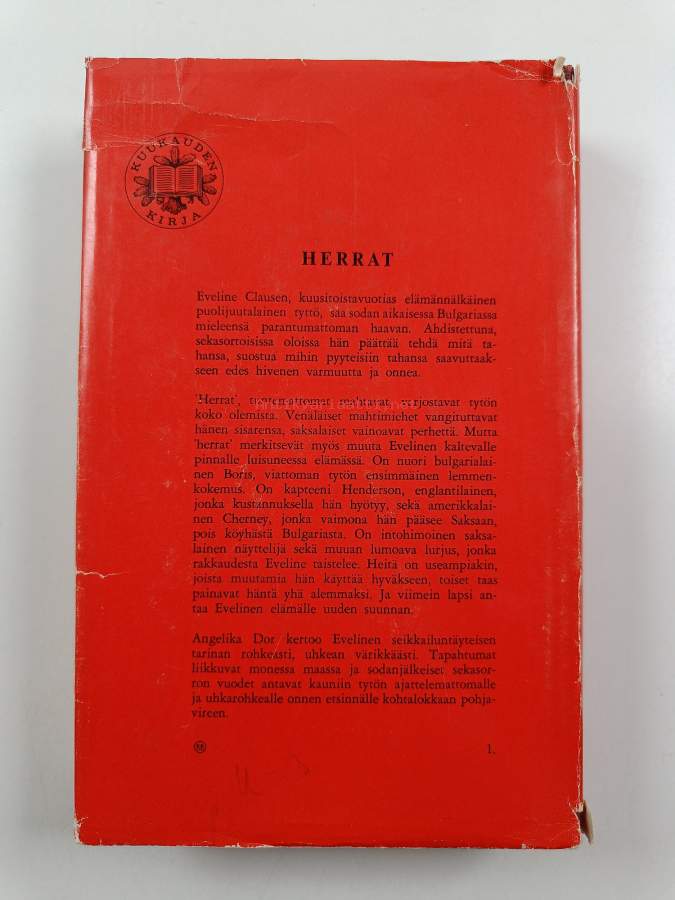 KUUKAUDEN
KIRJA
HERRAT
Eveline Clausen, kuusitoistavuotias elämännälkäinen
puolijuutalainen tyttö, saa sodan aikaisessa Bulgariassa
mieleensä parantumattoman haavan. Ahdistettuna,
sekasortoisissa oloissa hän päättää tehdä mitä ta-
hansa, suostua mihin pyyteisiin tahansa saavuttaak-
seen edes hivenen varmuutta ja onnea.
'Herrat', tuntemattomat mahtavat, varjostavat tytön
koko olemista. Venäläiset mahtimiehet vangituttavat
hänen sisarensa, saksalaiset vainoavat perhettä. Mutta
'herrat' merkitsevät myös muuta Evelinen kaltevalle
pinnalle luisuneessa elämässä. On nuori bulgarialai-
nen Boris, viattoman tytön ensimmäinen lemmen-
kokemus. On kapteeni Henderson, englantilainen,
jonka kustannuksella hän hyötyy, sekä amerikkalai-
nen Cherney, jonka vaimona hän pääsee Saksaan,
pois köyhästä Bulgariasta. On intohimoinen saksa-
lainen näyttelijä sekä muuan lumoava lurjus, jonka
rakkaudesta Eveline taistelee. Heitä on useampiakin,
joista muutamia hän käyttää hyväkseen, toiset taas
painavat häntä yhä alemmaksi. Ja viimein lapsi an-
taa Evelinen elämälle uuden suunnan.
Angelika Dor kertoo Evelinen seikkailuntäyteisen
tarinan rohkeasti, uhkean värikkäästi. Tapahtumat
liikkuvat monessa maassa ja sodanjälkeiset sekasor-
ron vuodet antavat kauniin tytön ajattelemattomalle
ja uhkarohkealle onnen etsinnälle kohtalokkaan pohja-
vireen.
M 1.